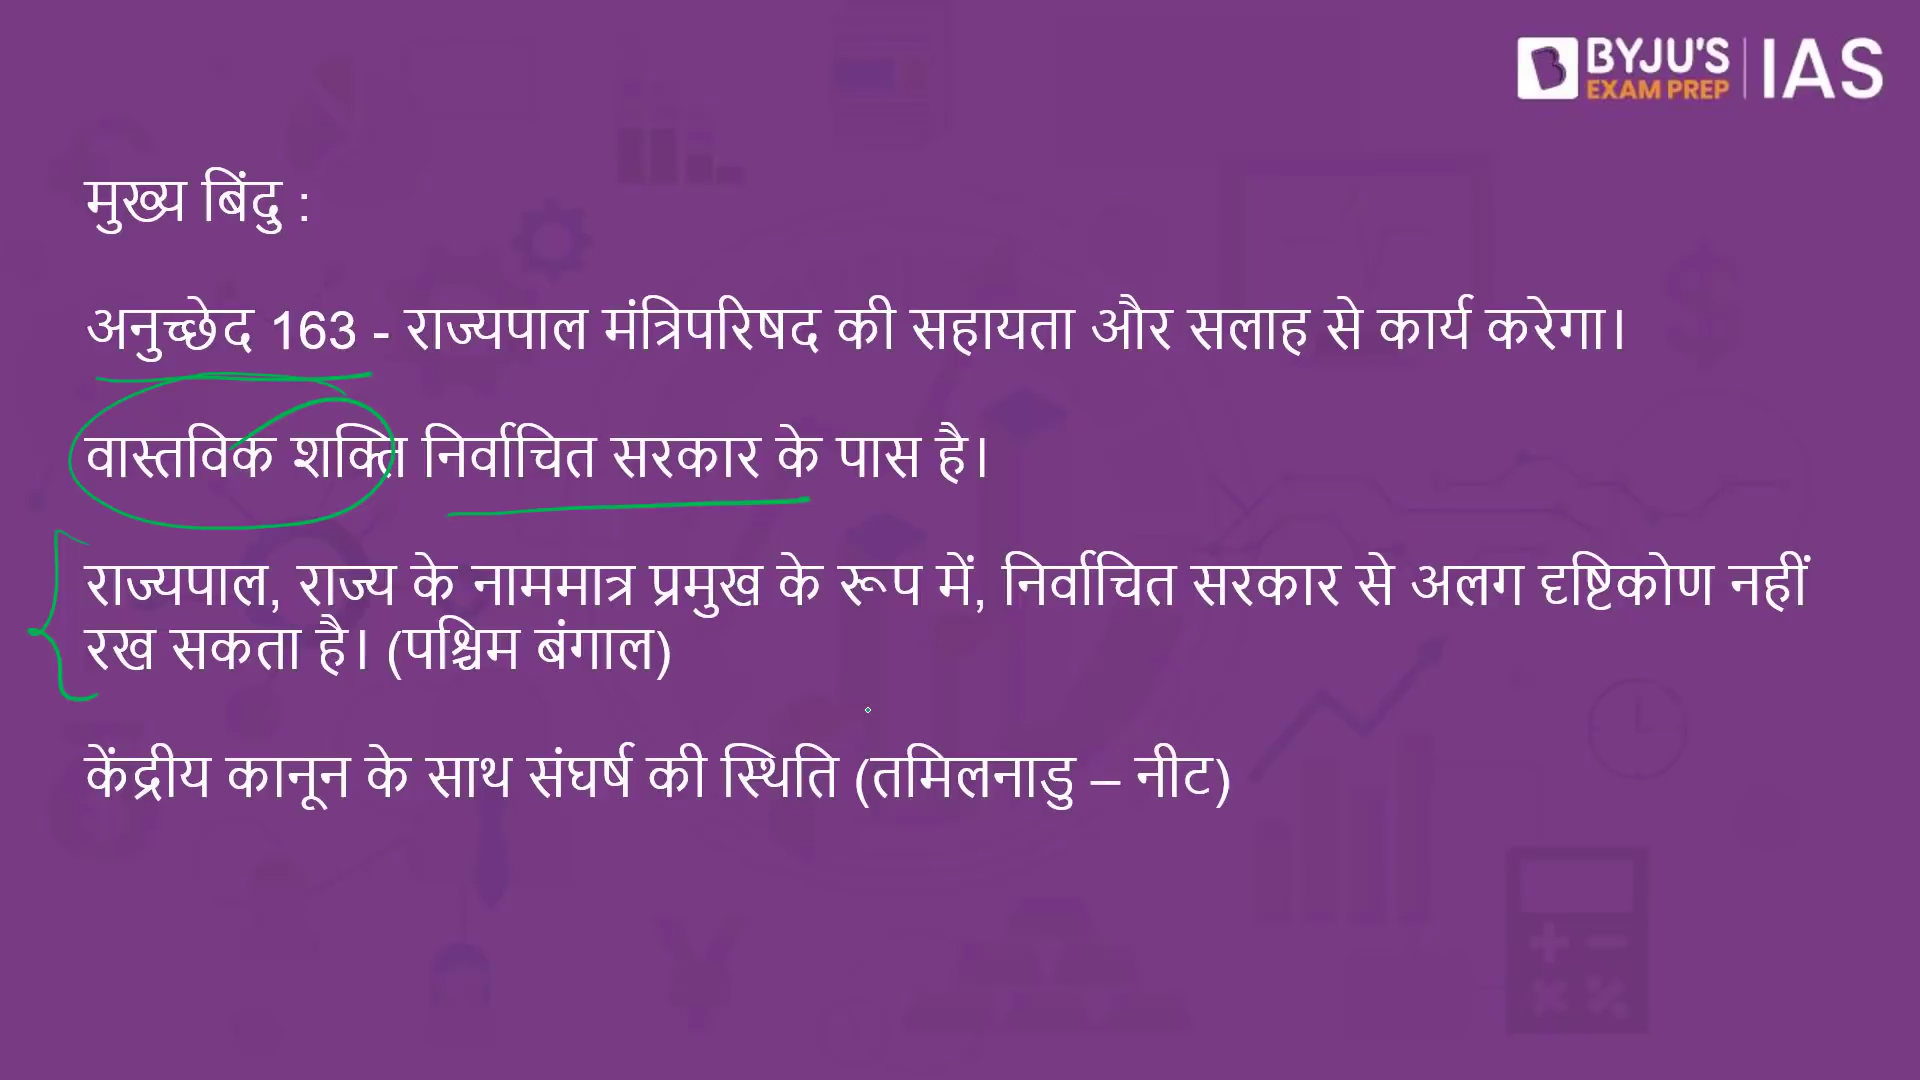 BYJU'S
EXAM PREP
IAS
मुख्य बिंदु :
अनुच्छेद 163 - राज्यपाल मंत्रिपरिषद की सहायता और सलाह से कार्य करेगा।
वास्तविक शक्ति निर्वाचित सरकार के पास है।
राज्यपाल, राज्य के नाममात्र प्रमुख के रूप में, निर्वाचित सरकार से अलग दृष्टिकोण नहीं
रख सकता है। (पश्चिम बंगाल)
केंद्रीय कानून के साथ संघर्ष की स्थिति (तमिलनाडु – नीट)